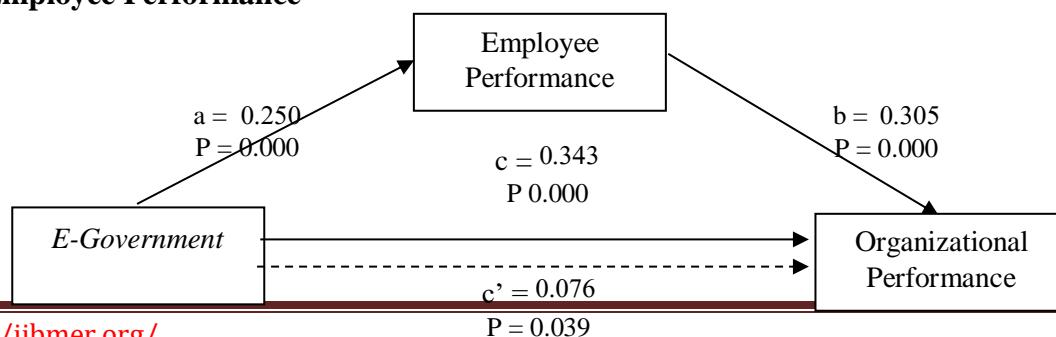 Employee Performance
Employee
Performance
a = 0.250
P = 0.000
b = 0.305
P = 0.000
c = 0.343
P 0.000
E-Government
Organizational
Performance
c’ = 0.076
P = 0.039
/ijbmer.org/